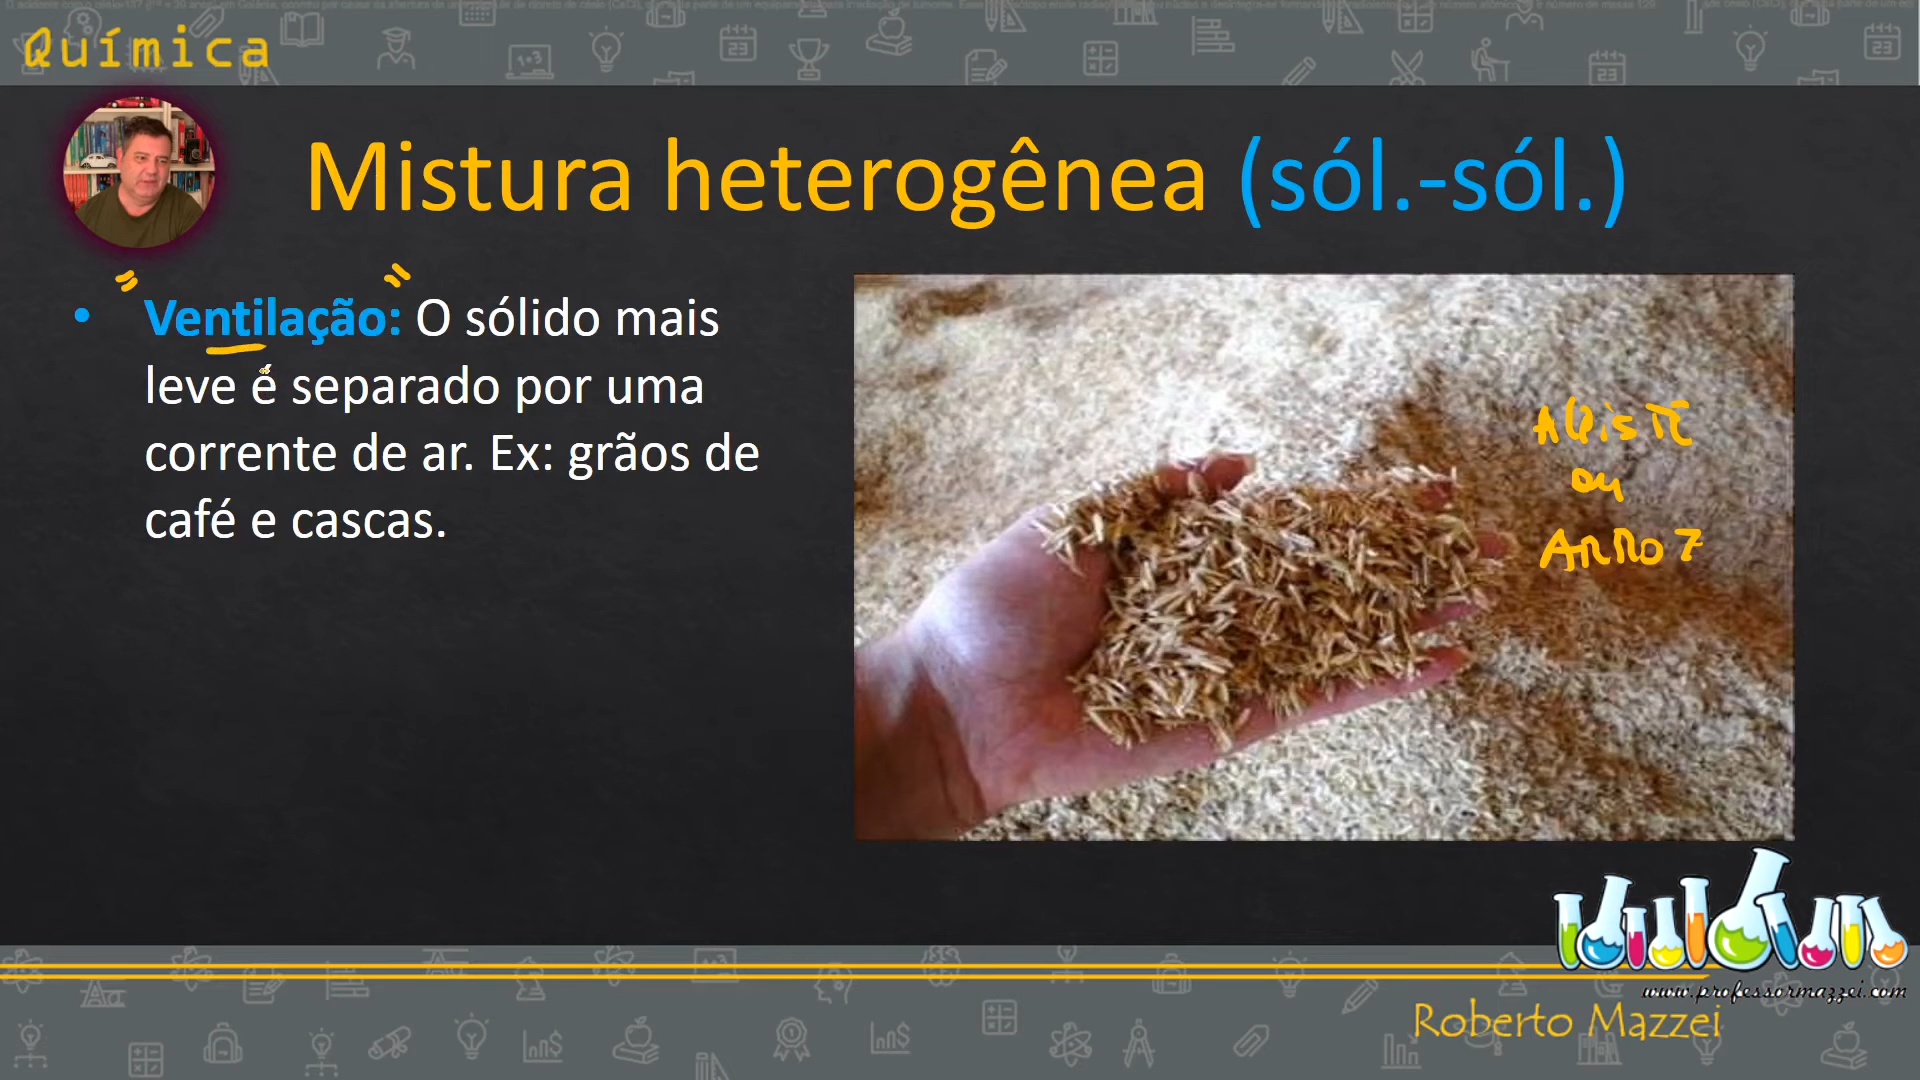 Química
Mistura heterogênea (sól.-sól.)
• Ventilação: O sólido mais
leve é separado por uma
corrente de ar. Ex: grãos de
café e cascas.
ALPISTE
ou
ARROZ
www.professormazzei.com
Roberto Mazzei